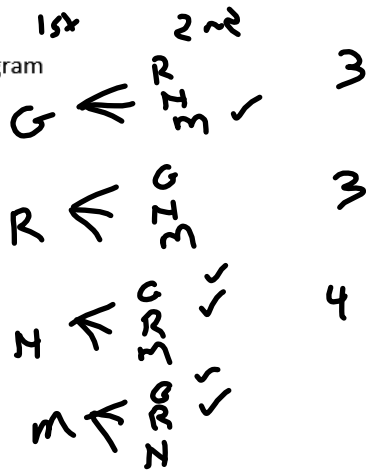 1st 2nd
gram
R 3
G < N
M ✓
G 3
R < N
M
G ✓ 4
N < R ✓
M
G ✓
M < R ✓
N